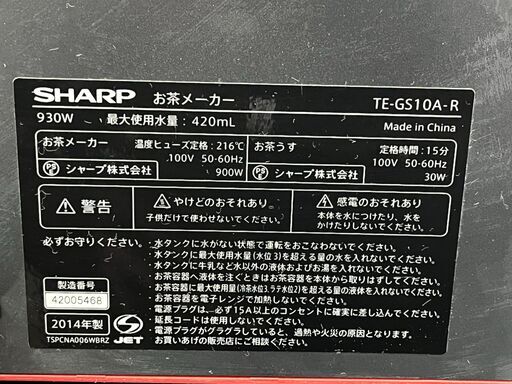 SHARP お茶メーカー TE-GS10A-R
930W 最大使用水量：420mL Made in China
お茶メーカー 温度ヒューズ定格：216℃
100V 50-60Hz
PS E シャープ株式会社 900W
お茶うす 定格時間：15分
100V 50-60Hz
PS E シャープ株式会社 30W
警告
やけどのおそれあり
子供だけで使わせないでください。
感電のおそれあり
本体を水につけたり、水を
かけたりしないでください。
必ずお守りください。
・水タンクに水がない状態で運転をおこなわないでください。
・水タンクに最大使用水量（水位3）を超える量の水を入れないでください。
・水タンクに牛乳など水以外の液体およびお湯を入れないでください。
・お茶容器へ液体を注ぐときはお茶容器を本体から取りはずしてください。
・お茶容器に最大使用量（冷茶水位3、ラテ水位2）を超える量の水を入れないでください。
・お茶容器を電子レンジで加熱しないでください。
・電源プラグは、必ず15A以上のコンセントに確実に差し込んでください。
・延長コードは使用しないでください。
・電源プラグがグラグラしていると、過熱や火災の原因になります。
お買いあげの販売店にご相談ください。
製造番号
42005468
2014年製
TSPCNA006WBRZ
S JET